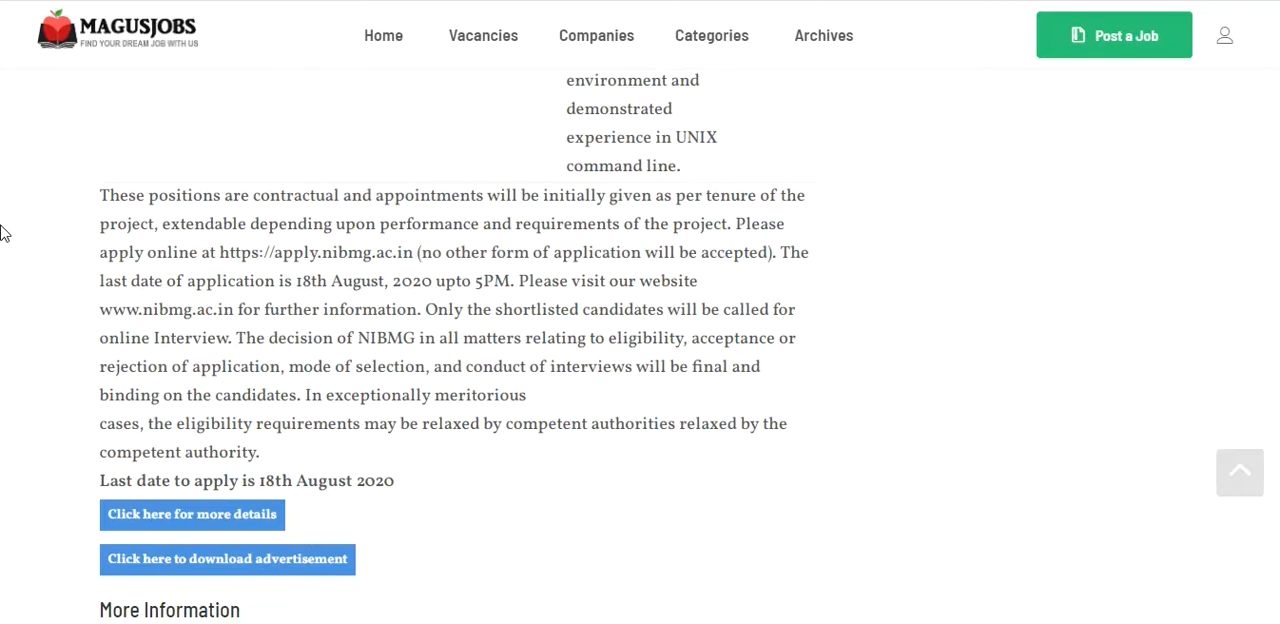 MAGUSJOBS
FIND YOUR DREAM JOB WITH US
Home
Vacancies
Companies
Categories
Archives
Post a Job
environment and
demonstrated
experience in UNIX
command line.
These positions are contractual and appointments will be initially given as per tenure of the
project, extendable depending upon performance and requirements of the project. Please
apply online at https://apply.nibmg.ac.in (no other form of application will be accepted). The
last date of application is 18th August, 2020 upto 5PM. Please visit our website
www.nibmg.ac.in for further information. Only the shortlisted candidates will be called for
online Interview. The decision of NIBMG in all matters relating to eligibility, acceptance or
rejection of application, mode of selection, and conduct of interviews will be final and
binding on the candidates. In exceptionally meritorious
cases, the eligibility requirements may be relaxed by competent authorities relaxed by the
competent authority.
Last date to apply is 18th August 2020
Click here for more details
Click here to download advertisement
More Information